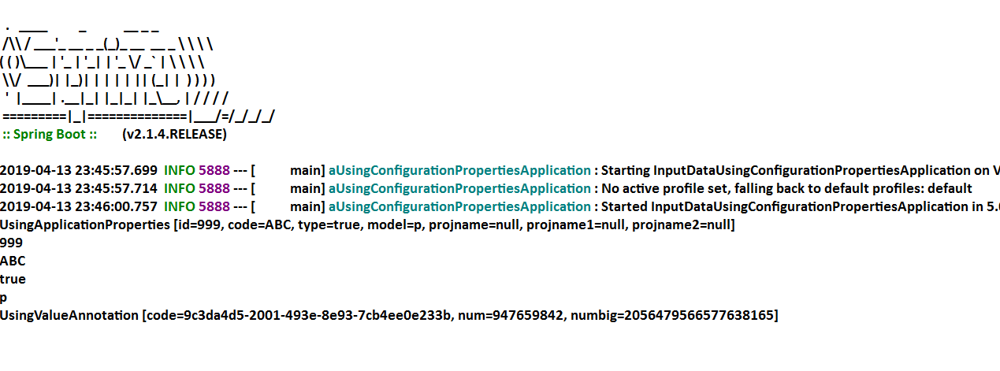 .   ____          _            __ _ _
 /\\ / ___'_ __ _ _(_)_ __  __ _ \ \ \ \
( ( )\___ | '_ | '_| | '_ \/ _` | \ \ \ \
 \\/  ___)| |_)| | | | | || (_| |  ) ) ) )
  '  |____| .__|_| |_|_| |_\__, | / / / /
 =========|_|==============|___/=/_/_/_/
:: Spring Boot ::        (v2.1.4.RELEASE)
2019-04-13 23:45:57.699  INFO 5888 --- [           main] aUsingConfigurationPropertiesApplication : Starting InputDataUsingConfigurationPropertiesApplication on V
2019-04-13 23:45:57.714  INFO 5888 --- [           main] aUsingConfigurationPropertiesApplication : No active profile set, falling back to default profiles: default
2019-04-13 23:46:00.757  INFO 5888 --- [           main] aUsingConfigurationPropertiesApplication : Started InputDataUsingConfigurationPropertiesApplication in 5.
UsingApplicationProperties [id=999, code=ABC, type=true, model=p, projname=null, projname1=null, projname2=null]
999
ABC
true
p
UsingValueAnnotation [code=9c3da4d5-2001-493e-8e93-7cb4ee0e233b, num=947659842, numbig=2056479566577638165]